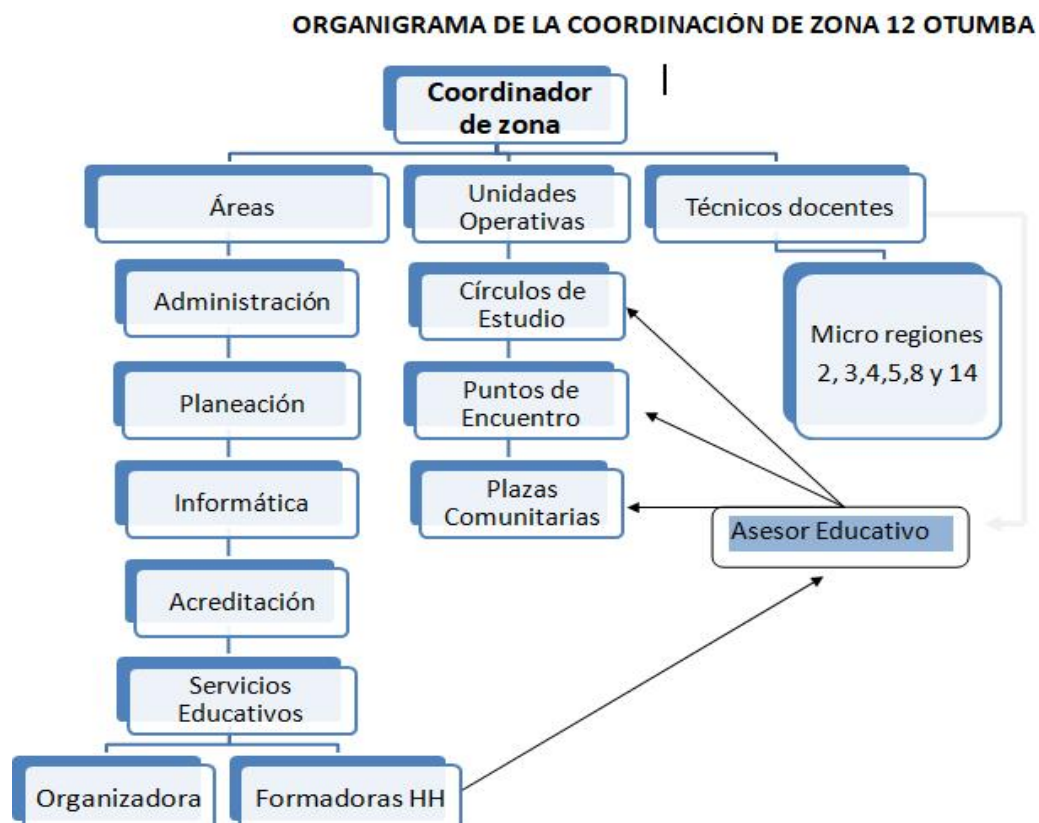 ORGANIGRAMA DE LA COORDINACIÓN DE ZONA 12 OTUMBA
Coordinador
de zona
Áreas
Unidades
Operativas
Técnicos docentes
Administración
Círculos de
Estudio
Micro regiones
2, 3,4,5,8 y 14
Planeación
Puntos de
Encuentro
Informática
Plazas
Comunitarias
Asesor Educativo
Acreditación
Servicios
Educativos
Organizadora
Formadoras HH